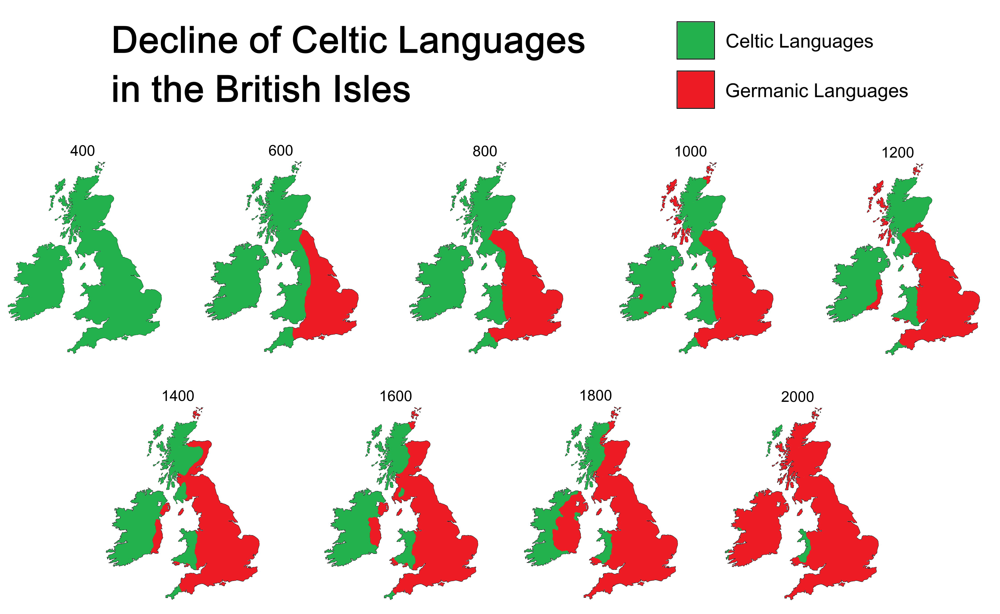 Decline of Celtic Languages
in the British Isles
Celtic Languages
Germanic Languages
400
600
800
1000
1200
1400
1600
1800
2000